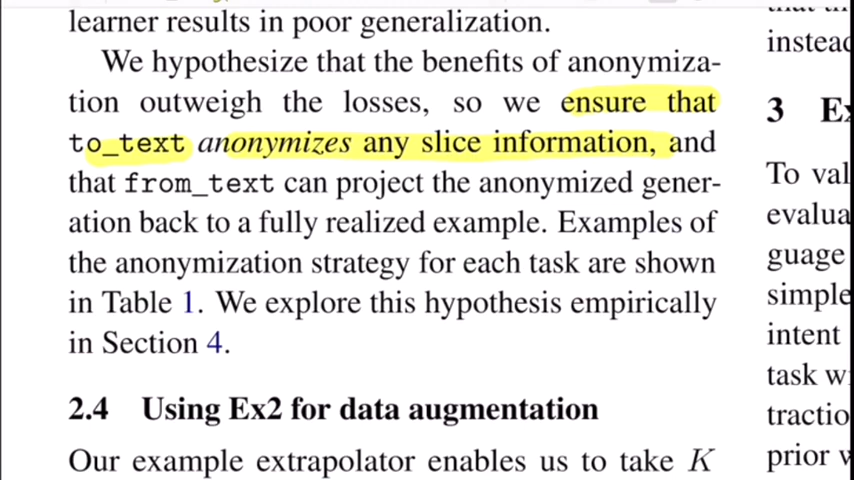 learner results in poor generalization.
We hypothesize that the benefits of anonymiza-
tion outweigh the losses, so we ensure that
to_text anonymizes any slice information, and
that from_text can project the anonymized gener-
ation back to a fully realized example. Examples of
the anonymization strategy for each task are shown
in Table 1. We explore this hypothesis empirically
in Section 4.
2.4 Using Ex2 for data augmentation
Our example extrapolator enables us to take K
instead
3 Ex
To val
evalua
guage
simple
intent
task w
tractio
prior